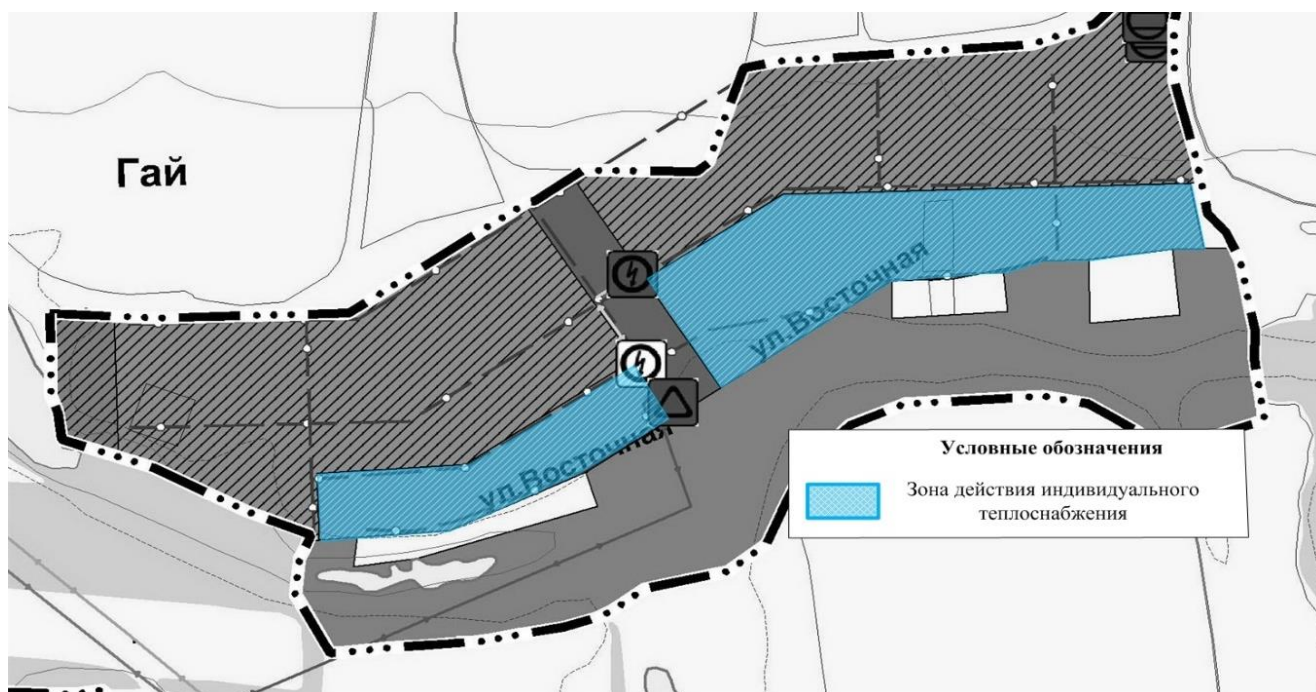 Гай
ул.Восточная
ул.Восточная
Условные обозначения
Зона действия индивидуального
теплоснабжения